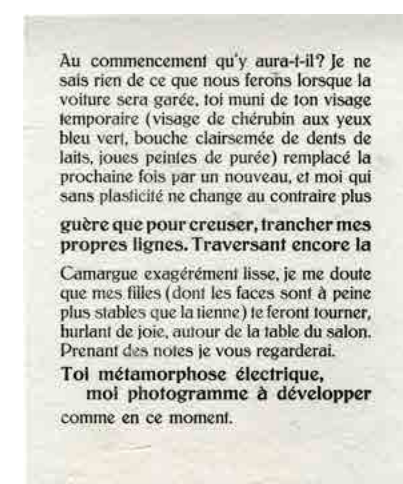 Au commencement qu'y aura-t-il? Je ne
sais rien de ce que nous ferons lorsque la
voiture sera garée, toi muni de ton visage
temporaire (visage de chérubin aux yeux
bleu vert, bouche clairsemée de dents de
laits, joues peintes de purée) remplacé la
prochaine fois par un nouveau, et moi qui
sans plasticité ne change au contraire plus
guère que pour creuser, trancher mes
propres lignes. Traversant encore la
Camargue exagérément lisse, je me doute
que mes filles (dont les faces sont à peine
plus stables que la tienne) te feront tourner,
hurlant de joie, autour de la table du salon.
Prenant des notes je vous regarderai.
Toi métamorphose électrique,
moi photogramme à développer
comme en ce moment.